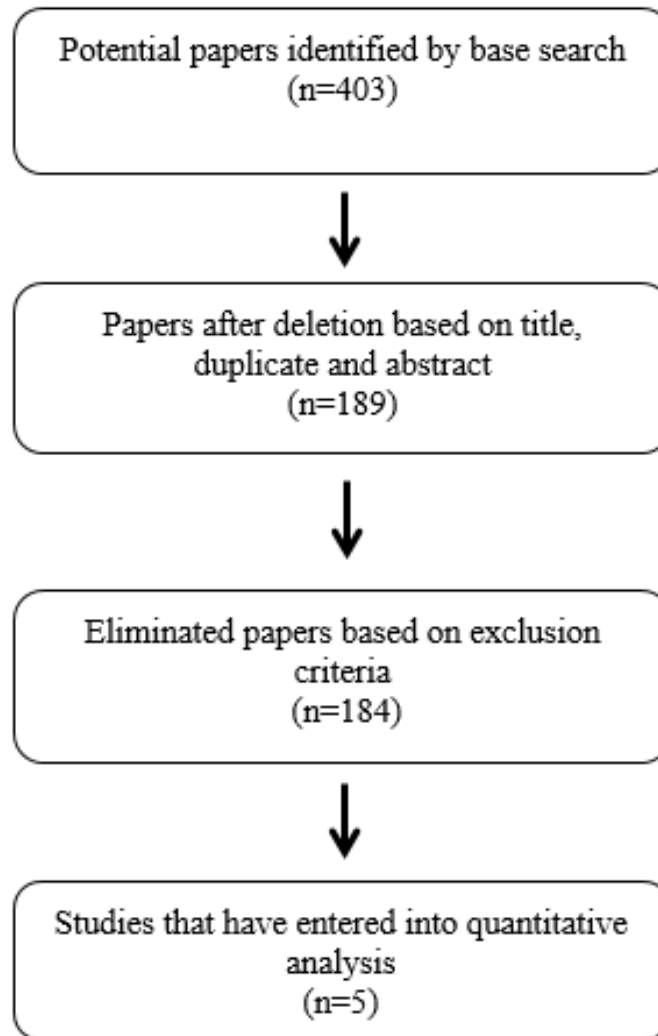 Potential papers identified by base search
(n=403)
Papers after deletion based on title,
duplicate and abstract
(n=189)
Eliminated papers based on exclusion
criteria
(n=184)
Studies that have entered into quantitative
analysis
(n=5)